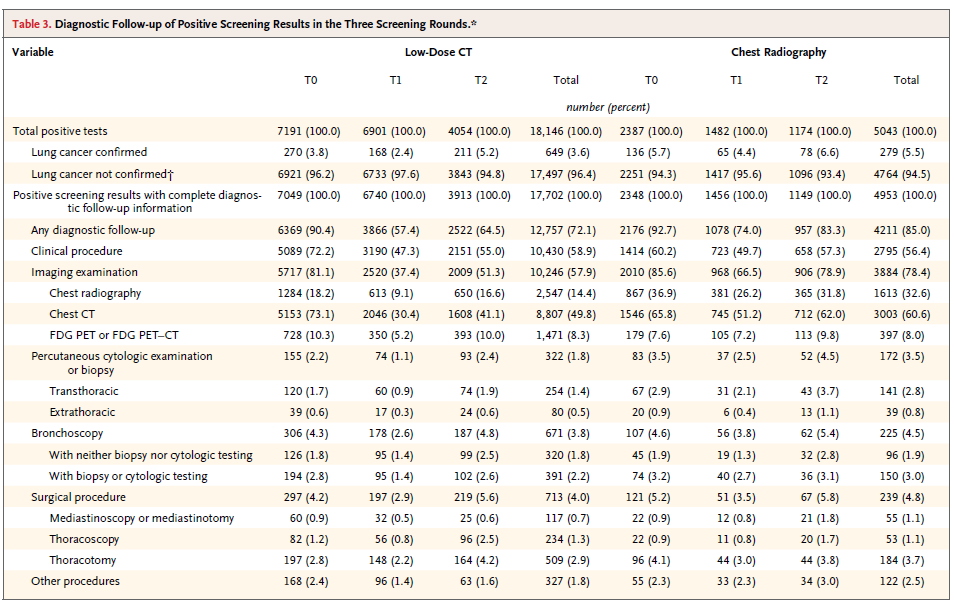 Table 3. Diagnostic Follow-up of Positive Screening Results in the Three Screening Rounds.*
Variable Low-Dose CT Chest Radiography
T0 T1 T2 Total T0 T1 T2 Total
number (percent)
Total positive tests 7191 (100.0) 6901 (100.0) 4054 (100.0) 18,146 (100.0) 2387 (100.0) 1482 (100.0) 1174 (100.0) 5043 (100.0)
Lung cancer confirmed 270 (3.8) 168 (2.4) 211 (5.2) 649 (3.6) 136 (5.7) 65 (4.4) 78 (6.6) 279 (5.5)
Lung cancer not confirmed† 6921 (96.2) 6733 (97.6) 3843 (94.8) 17,497 (96.4) 2251 (94.3) 1417 (95.6) 1096 (93.4) 4764 (94.5)
Positive screening results with complete diagnos- 7049 (100.0) 6740 (100.0) 3913 (100.0) 17,702 (100.0) 2348 (100.0) 1456 (100.0) 1149 (100.0) 4953 (100.0)
tic follow-up information
Any diagnostic follow-up 6369 (90.4) 3866 (57.4) 2522 (64.5) 12,757 (72.1) 2176 (92.7) 1078 (74.0) 957 (83.3) 4211 (85.0)
Clinical procedure 5089 (72.2) 3190 (47.3) 2151 (55.0) 10,430 (58.9) 1414 (60.2) 723 (49.7) 658 (57.3) 2795 (56.4)
Imaging examination 5717 (81.1) 2520 (37.4) 2009 (51.3) 10,246 (57.9) 2010 (85.6) 968 (66.5) 906 (78.9) 3884 (78.4)
Chest radiography 1284 (18.2) 613 (9.1) 650 (16.6) 2,547 (14.4) 867 (36.9) 381 (26.2) 365 (31.8) 1613 (32.6)
Chest CT 5153 (73.1) 2046 (30.4) 1608 (41.1) 8,807 (49.8) 1546 (65.8) 745 (51.2) 712 (62.0) 3003 (60.6)
FDG PET or FDG PET–CT 728 (10.3) 350 (5.2) 393 (10.0) 1,471 (8.3) 179 (7.6) 105 (7.2) 113 (9.8) 397 (8.0)
Percutaneous cytologic examination 155 (2.2) 74 (1.1) 93 (2.4) 322 (1.8) 83 (3.5) 37 (2.5) 52 (4.5) 172 (3.5)
or biopsy
Transthoracic 120 (1.7) 60 (0.9) 74 (1.9) 254 (1.4) 67 (2.9) 31 (2.1) 43 (3.7) 141 (2.8)
Extrathoracic 39 (0.6) 17 (0.3) 24 (0.6) 80 (0.5) 20 (0.9) 6 (0.4) 13 (1.1) 39 (0.8)
Bronchoscopy 306 (4.3) 178 (2.6) 187 (4.8) 671 (3.8) 107 (4.6) 56 (3.8) 62 (5.4) 225 (4.5)
With neither biopsy nor cytologic testing 126 (1.8) 95 (1.4) 99 (2.5) 320 (1.8) 45 (1.9) 19 (1.3) 32 (2.8) 96 (1.9)
With biopsy or cytologic testing 194 (2.8) 95 (1.4) 102 (2.6) 391 (2.2) 74 (3.2) 40 (2.7) 36 (3.1) 150 (3.0)
Surgical procedure 297 (4.2) 197 (2.9) 219 (5.6) 713 (4.0) 121 (5.2) 51 (3.5) 67 (5.8) 239 (4.8)
Mediastinoscopy or mediastinotomy 60 (0.9) 32 (0.5) 25 (0.6) 117 (0.7) 22 (0.9) 12 (0.8) 21 (1.8) 55 (1.1)
Thoracoscopy 82 (1.2) 56 (0.8) 96 (2.5) 234 (1.3) 22 (0.9) 11 (0.8) 20 (1.7) 53 (1.1)
Thoracotomy 197 (2.8) 148 (2.2) 164 (4.2) 509 (2.9) 96 (4.1) 44 (3.0) 44 (3.8) 184 (3.7)
Other procedures 168 (2.4) 96 (1.4) 63 (1.6) 327 (1.8) 55 (2.3) 33 (2.3) 34 (3.0) 122 (2.5)